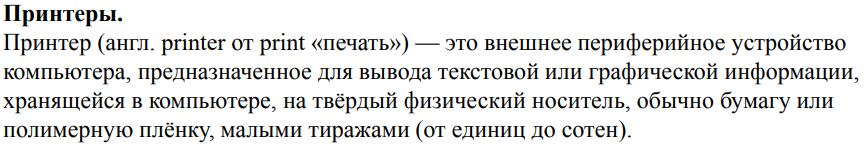 Принтеры.
Принтер (англ. printer от print «печать») — это внешнее периферийное устройство
компьютера, предназначенное для вывода текстовой или графической информации,
хранящейся в компьютере, на твёрдый физический носитель, обычно бумагу или
полимерную плёнку, малыми тиражами (от единиц до сотен).